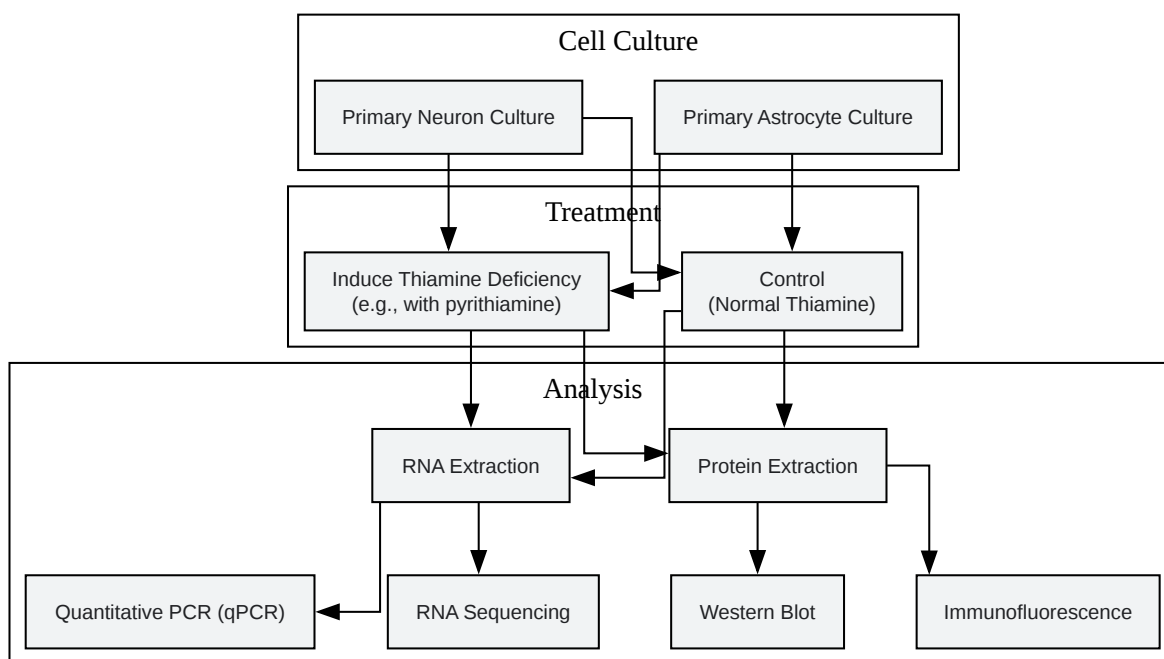 Cell Culture
Primary Neuron Culture
Primary Astrocyte Culture
Treatment
Induce Thiamine Deficiency
(e.g., with pyrithiamine)
Control
(Normal Thiamine)
Analysis
RNA Extraction
Protein Extraction
Quantitative PCR (qPCR)
RNA Sequencing
Western Blot
Immunofluorescence